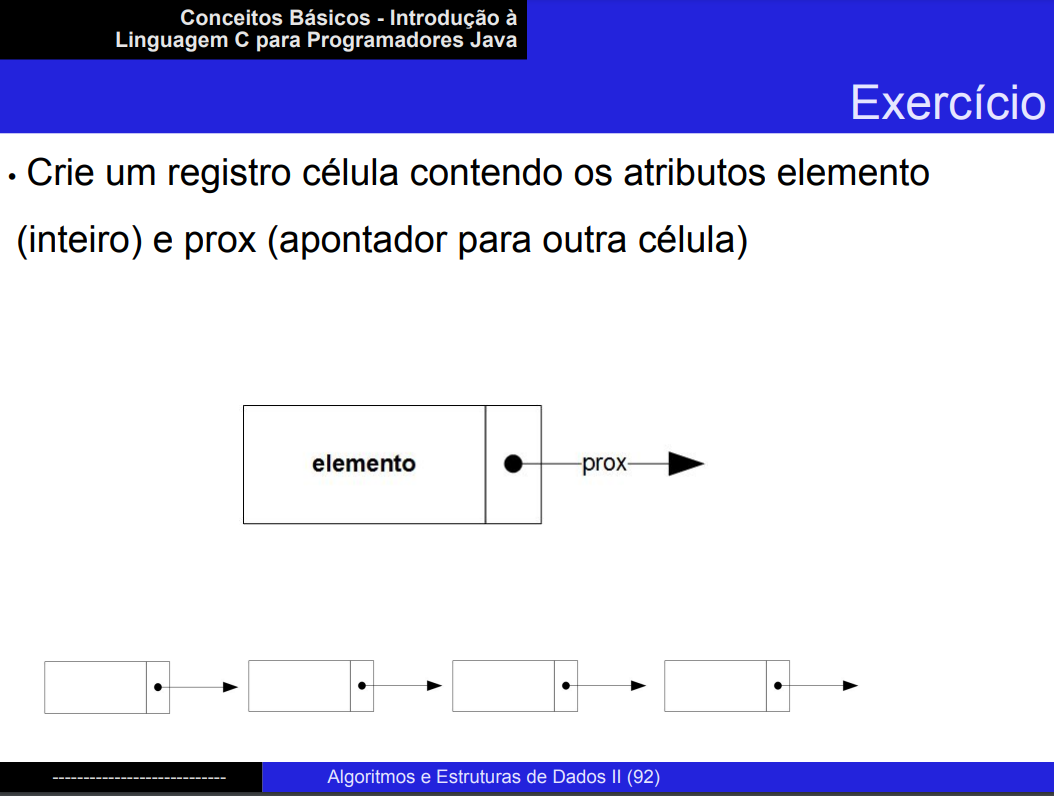 Conceitos Básicos - Introdução à
Linguagem C para Programadores Java
Exercício
• Crie um registro célula contendo os atributos elemento
(inteiro) e prox (apontador para outra célula)
elemento
prox
----------------------------
Algoritmos e Estruturas de Dados II (92)